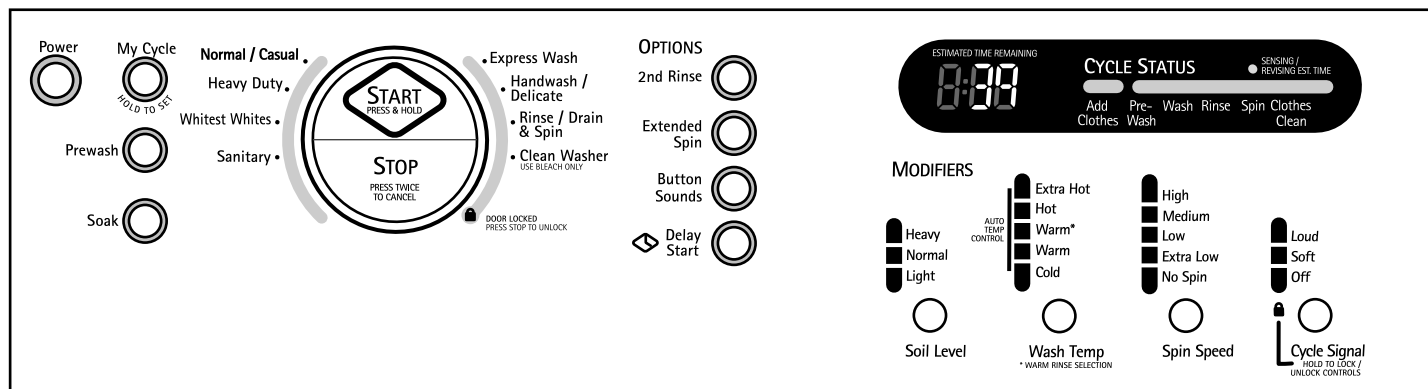 Power
My Cycle
HOLD TO SET
Prewash
Soak
Normal / Casual
Heavy Duty
Whitest Whites
Sanitary
START
PRESS & HOLD
STOP
PRESS TWICE
TO CANCEL
Express Wash
Handwash /
Delicate
Rinse / Drain
& Spin
Clean Washer
USE BLEACH ONLY
DOOR LOCKED
PRESS STOP TO UNLOCK
OPTIONS
2nd Rinse
Extended
Spin
Button
Sounds
Delay
Start
ESTIMATED TIME REMAINING
39
CYCLE STATUS
SENSING /
REVISING EST. TIME
Add
Clothes
Pre-
Wash
Wash
Rinse
Spin
Clothes
Clean
MODIFIERS
Heavy
Normal
Light
Soil Level
AUTO
TEMP
CONTROL
Extra Hot
Hot
Warm*
Warm
Cold
Wash Temp
* WARM RINSE SELECTION
High
Medium
Low
Extra Low
No Spin
Spin Speed
Loud
Soft
Off
Cycle Signal
HOLD TO LOCK /
UNLOCK CONTROLS